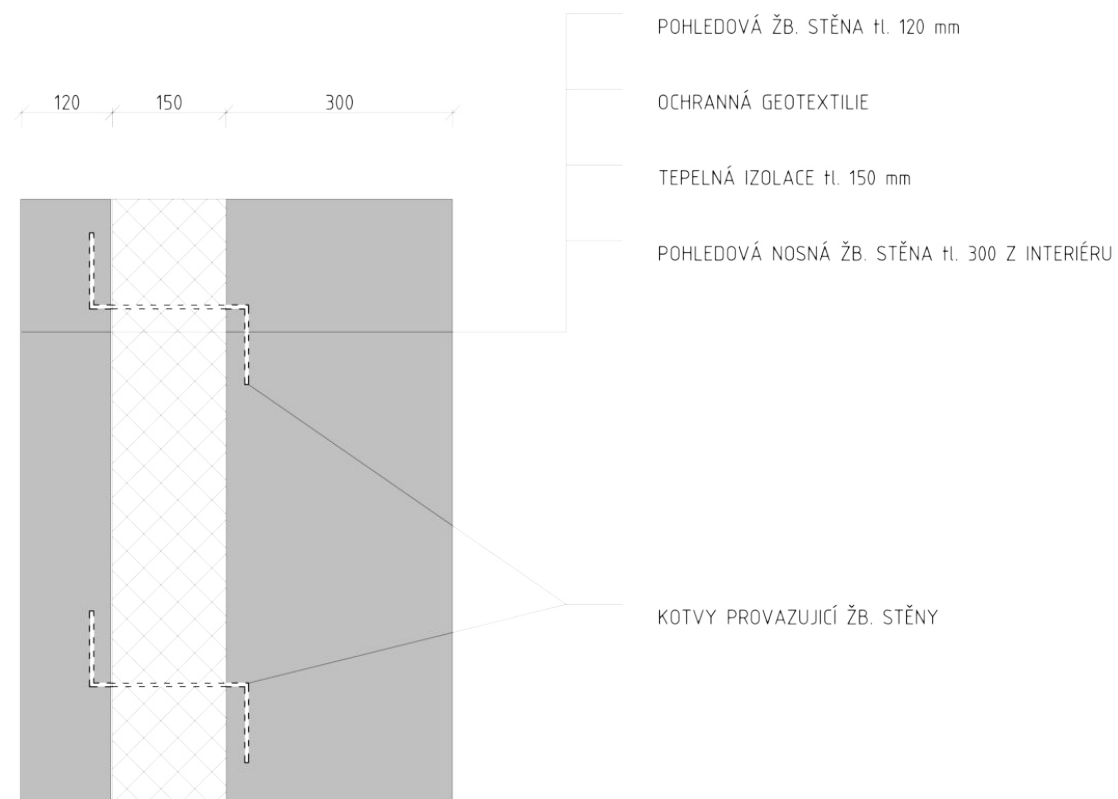 POHLEDOVÁ ŽB. STĚNA tl. 120 mm
120 150 300
OCHRANNÁ GEOTEXTILIE
TEPELNÁ IZOLACE tl. 150 mm
POHLEDOVÁ NOSNÁ ŽB. STĚNA tl. 300 Z INTERIÉRU
KOTVY PROVAZUJICÍ ŽB. STĚNY